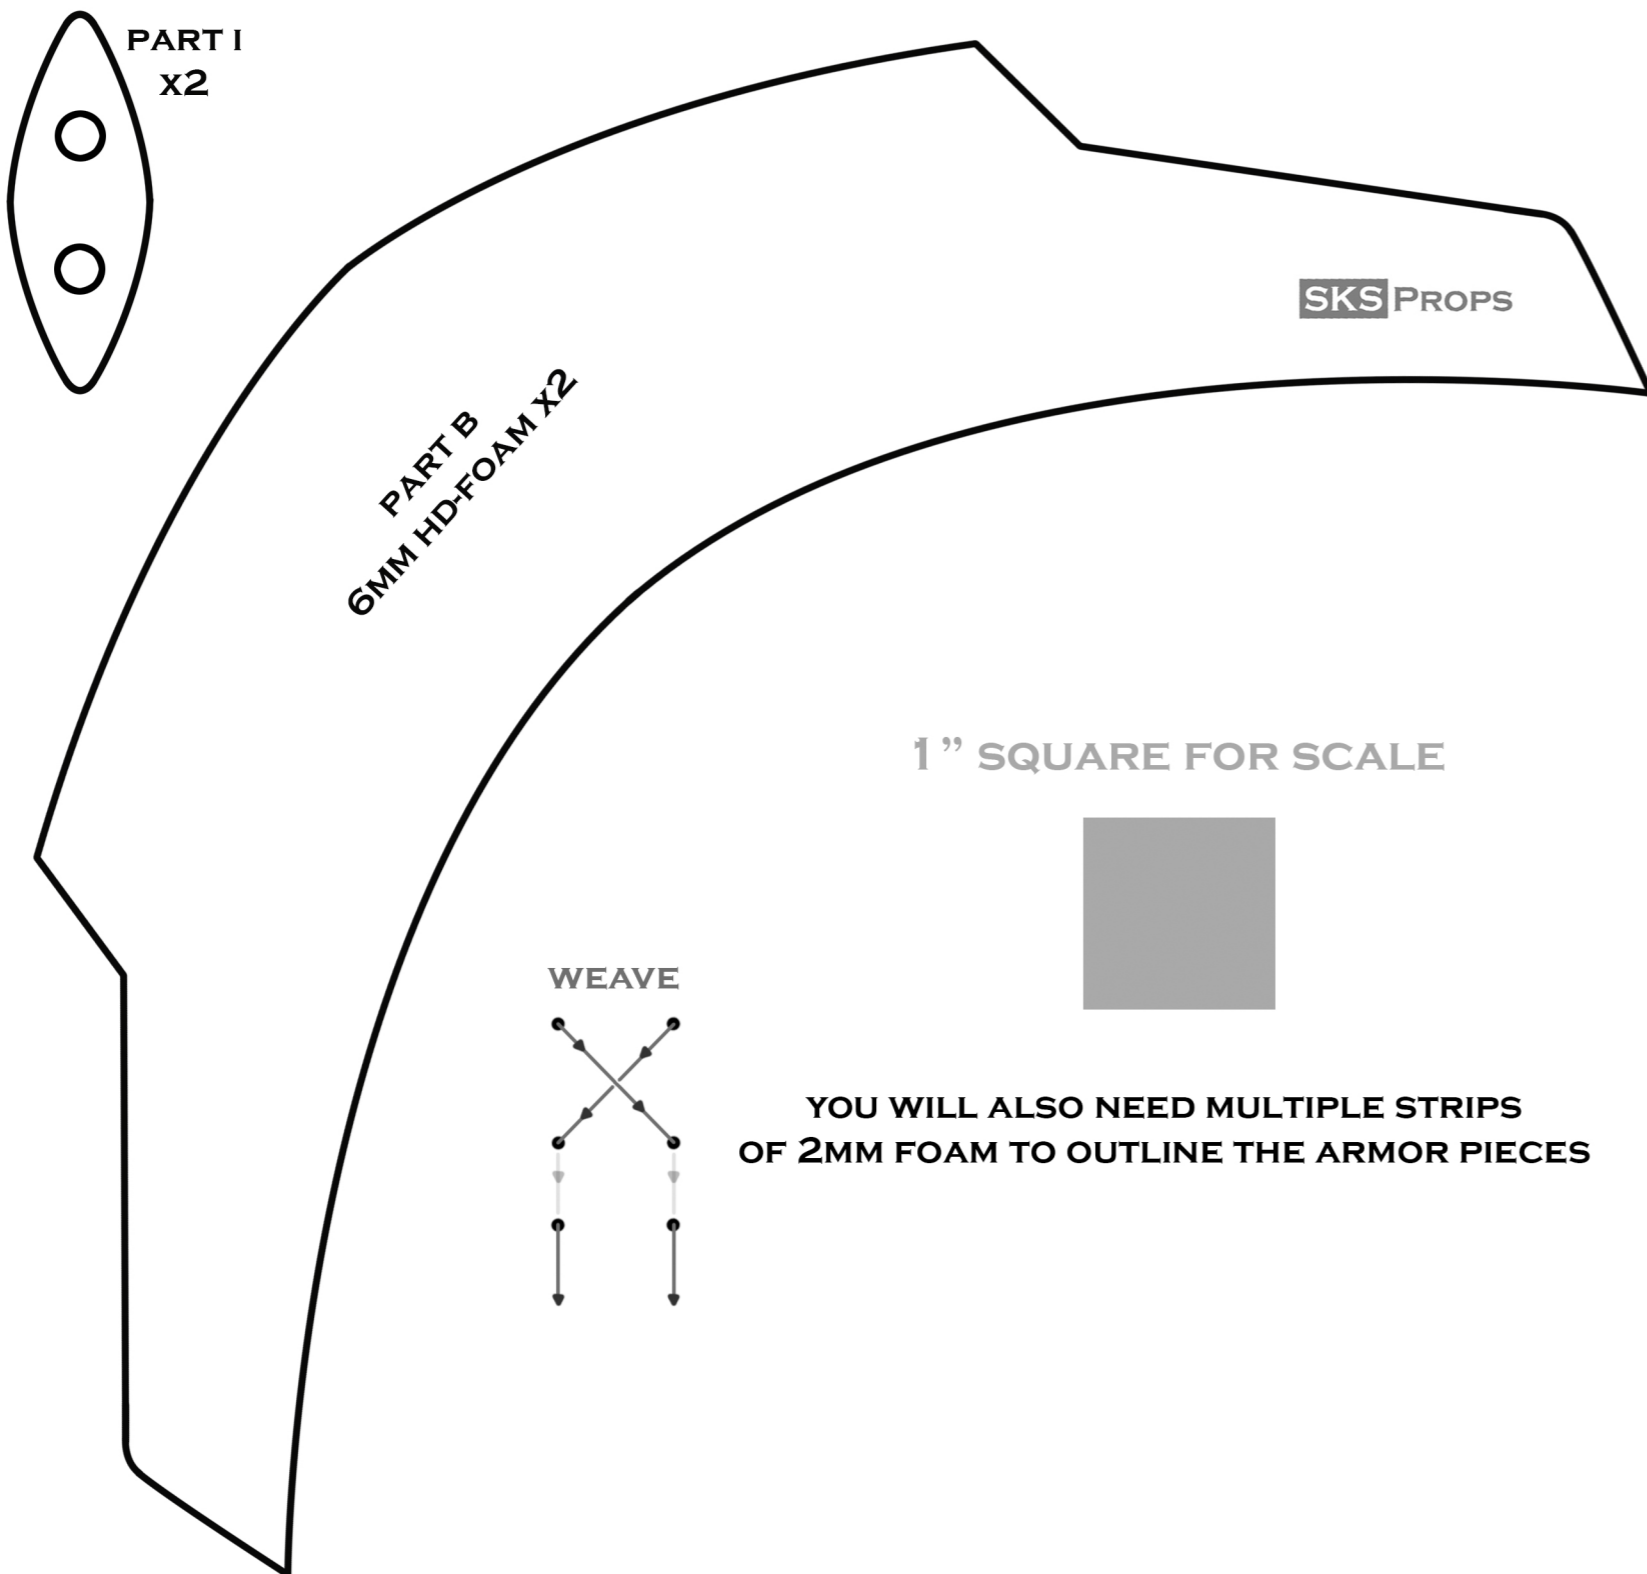 PART I
X2
SKS PROPS
PART B
6MM HD-FOAM X2
1” SQUARE FOR SCALE
WEAVE
YOU WILL ALSO NEED MULTIPLE STRIPS
OF 2MM FOAM TO OUTLINE THE ARMOR PIECES